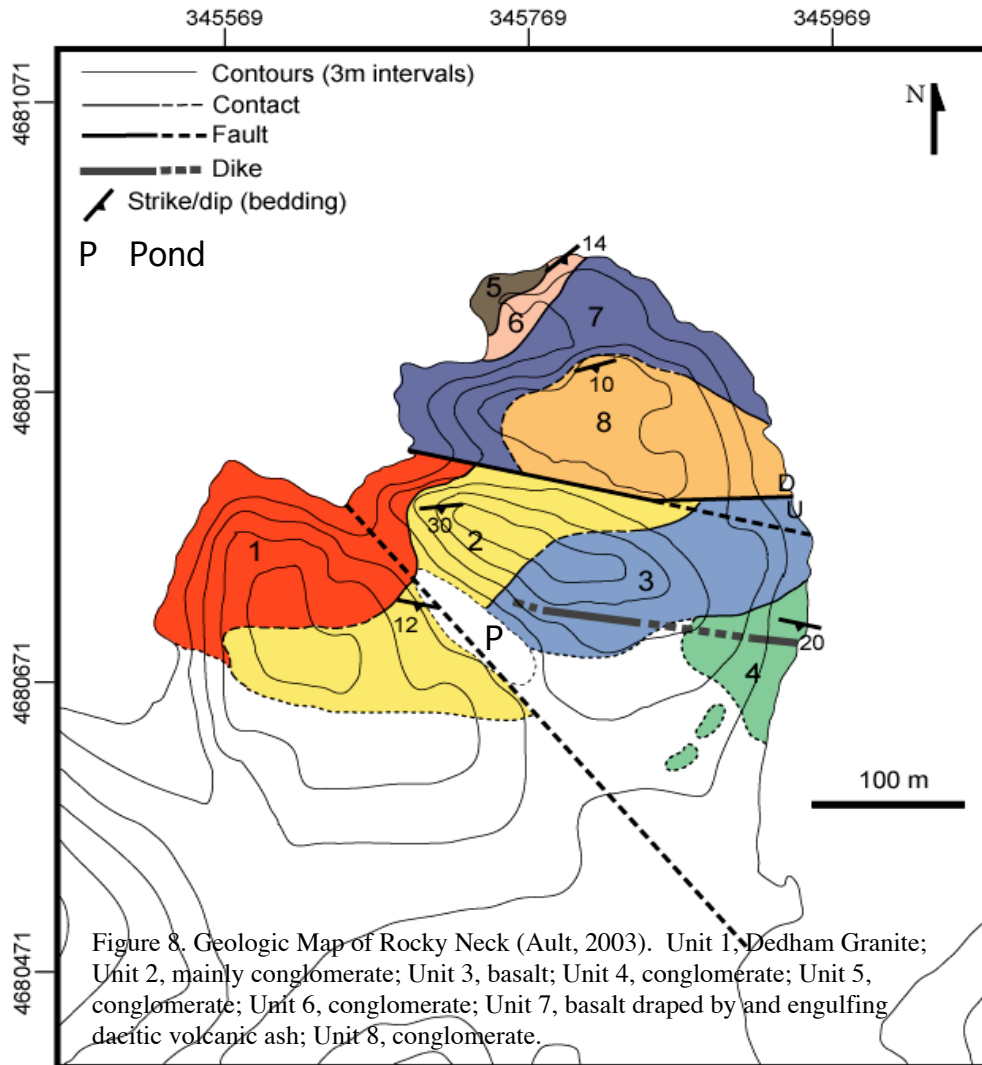 345569 345769 345969
4681071
4680871
4680671
4680471
Contours (3m intervals)
Contact
Fault
Dike
Strike/dip (bedding)
P Pond
N
14
5
6
7
10
8
D
U
30
2
1
3
12
P
20
4
100 m
Figure 8. Geologic Map of Rocky Neck (Ault, 2003). Unit 1, Dedham Granite;
Unit 2, mainly conglomerate; Unit 3, basalt; Unit 4, conglomerate; Unit 5,
conglomerate; Unit 6, conglomerate; Unit 7, basalt draped by and engulfing
dacitic volcanic ash; Unit 8, conglomerate.